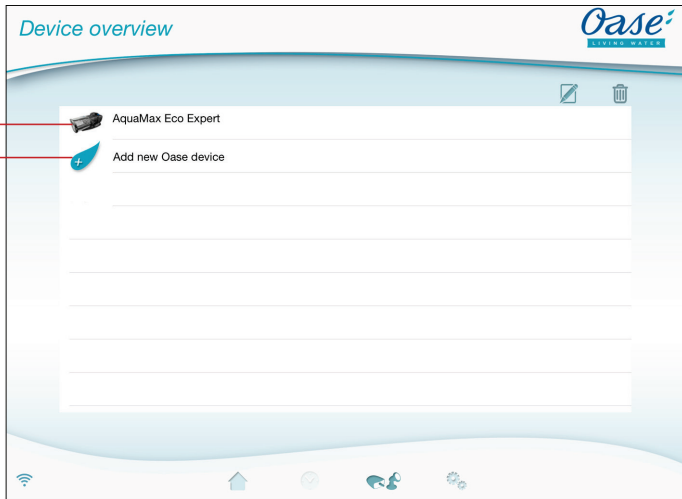 Device overview
Oase
LIVING WATER
AquaMax Eco Expert
+
Add new Oase device